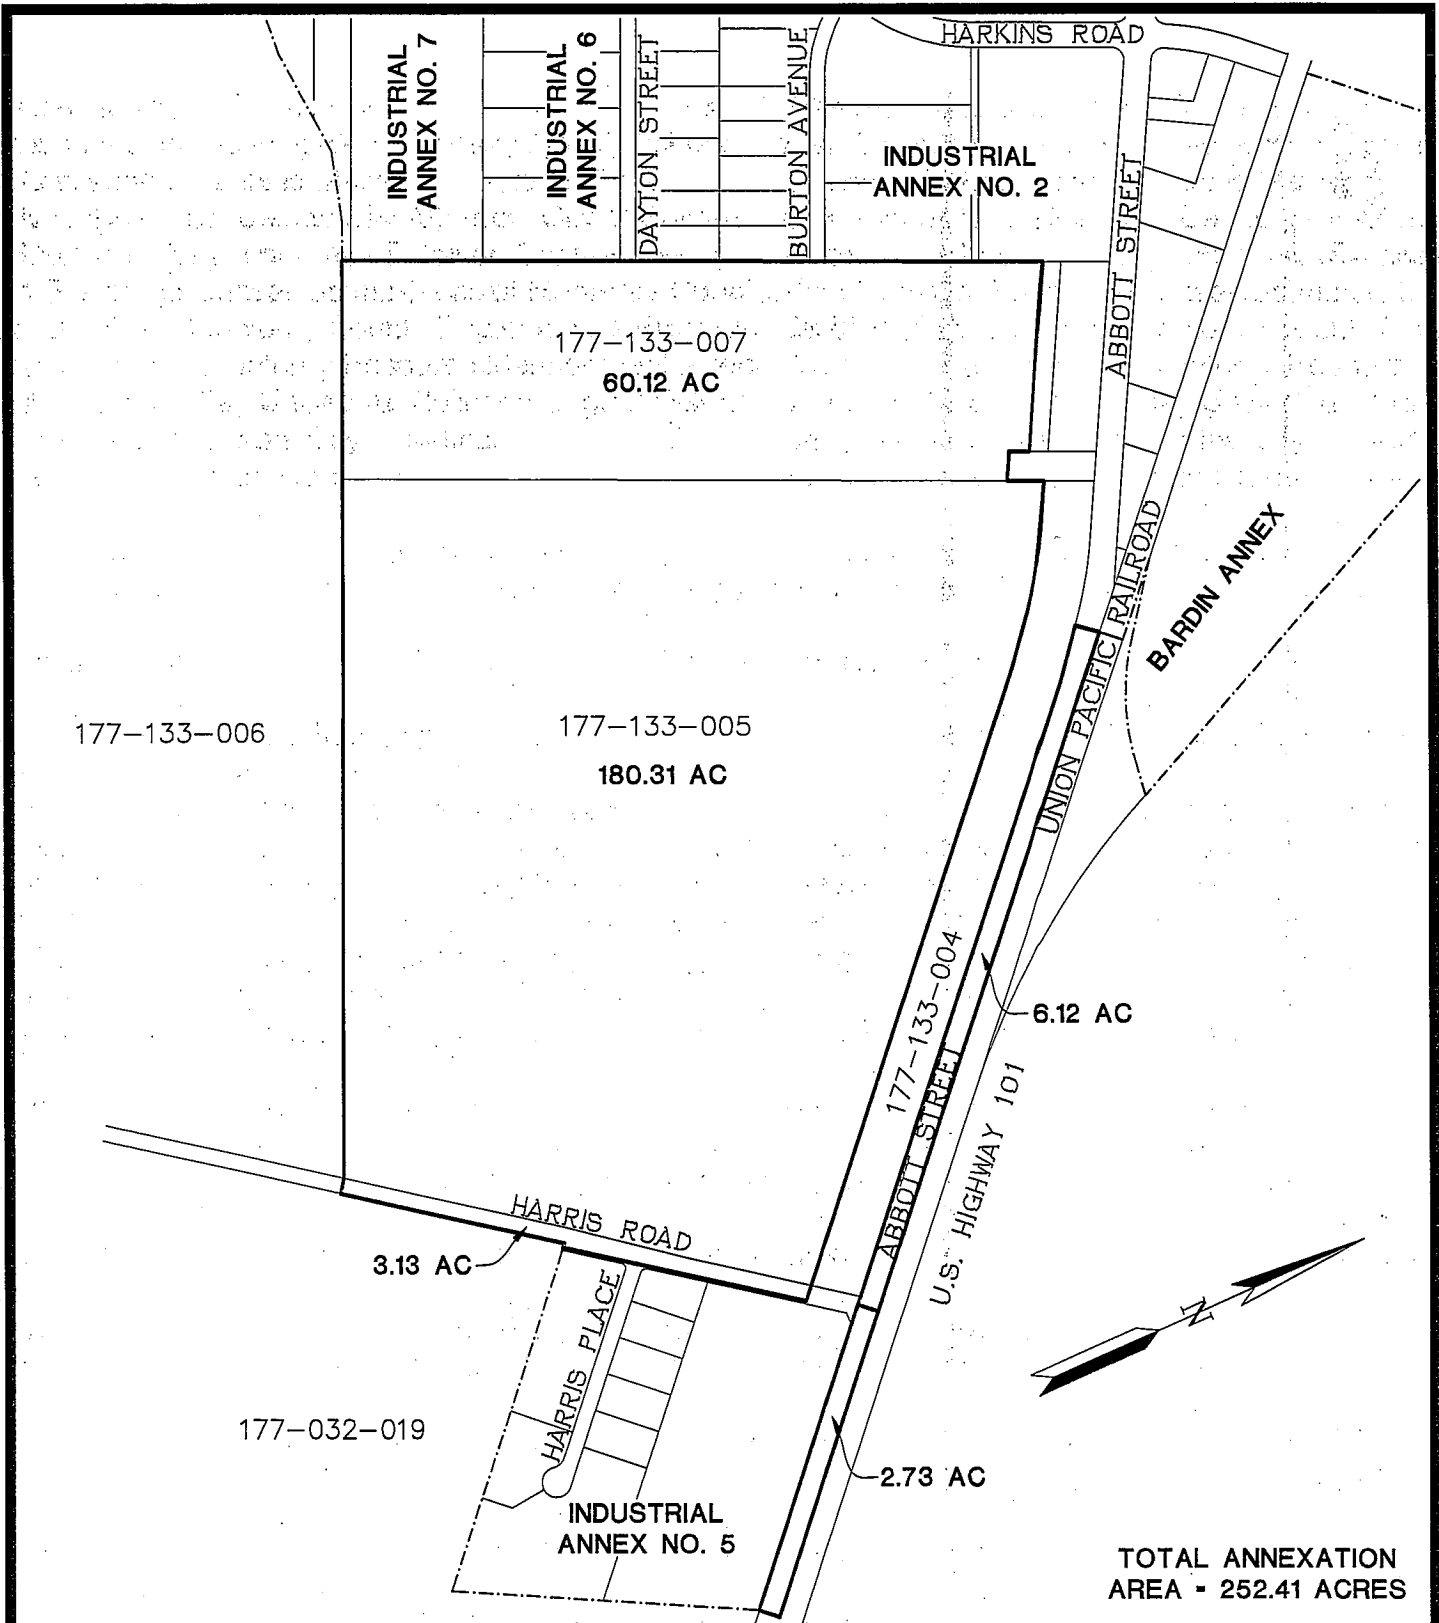 HARKINS ROAD
INDUSTRIAL
ANNEX NO. 7
INDUSTRIAL
ANNEX NO. 6
DAYTON STREET
BURTON AVENUE
INDUSTRIAL
ANNEX NO. 2
ABBOTT STREET
177-133-007
60.12 AC
UNION PACIFIC RAILROAD
BARDIN ANNEX
177-133-006
177-133-005
180.31 AC
177-133-004
6.12 AC
ABBOTT STREET
U.S. HIGHWAY 101
HARRIS ROAD
3.13 AC
HARRIS PLACE
N
177-032-019
2.73 AC
INDUSTRIAL
ANNEX NO. 5
TOTAL ANNEXATION
AREA = 252.41 ACRES